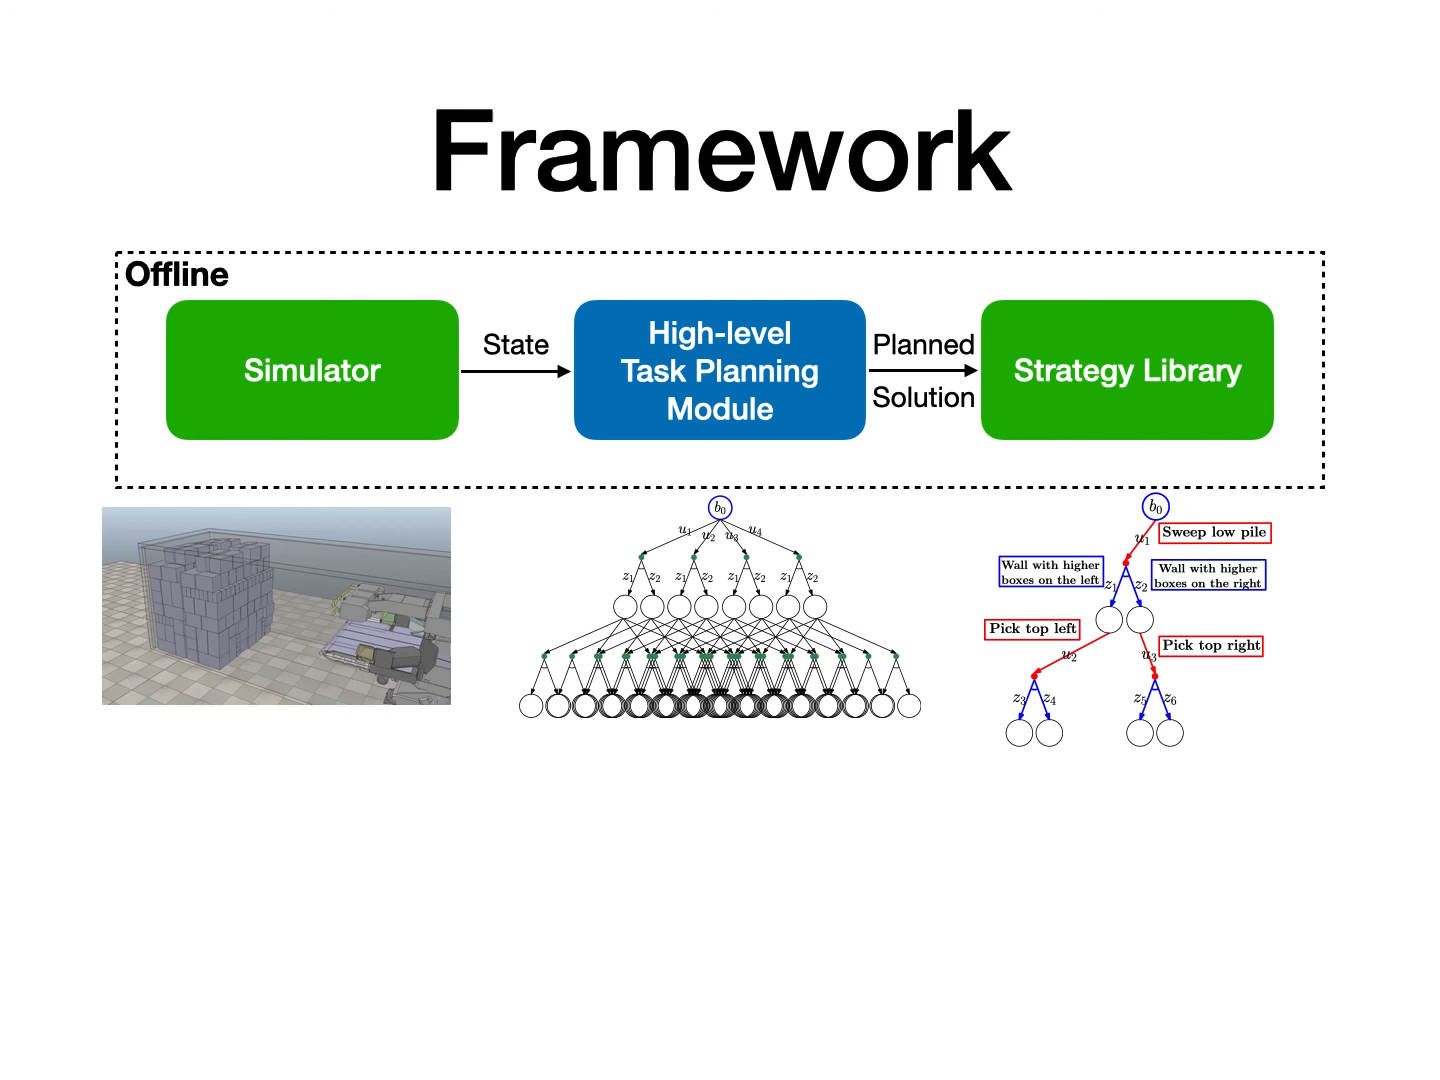 Framework
Offline
Simulator
State
High-level
Task Planning
Module
Planned
Solution
Strategy Library
b₀
u₁ u₂ u₃ u₄
z₁ z₂ z₁ z₂ z₁ z₂ z₁ z₂
b₀
u₁
Sweep low pile
Wall with higher
boxes on the left
Wall with higher
boxes on the right
z₁ z₂
Pick top left
Pick top right
u₂ u₃
z₃ z₄ z₅ z₆